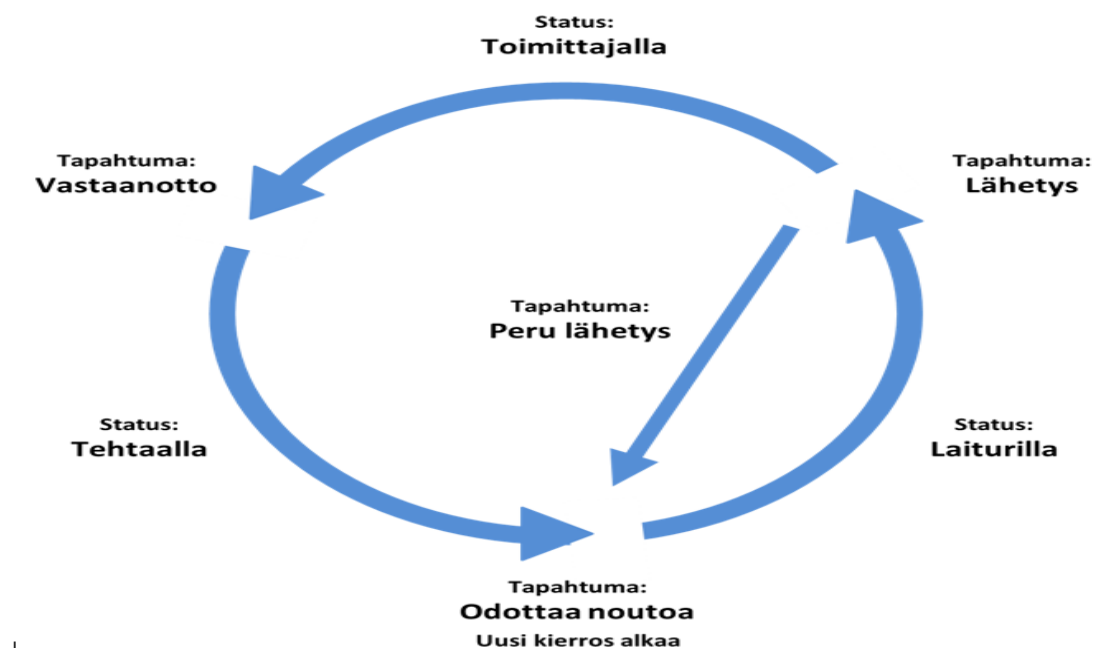 Status:
Toimittajalla
Tapahtuma:
Vastaanotto
Tapahtuma:
Lähetys
Tapahtuma:
Peru lähetys
Status:
Tehtaalla
Status:
Laiturilla
Tapahtuma:
Odottaa noutoa
Uusi kierros alkaa